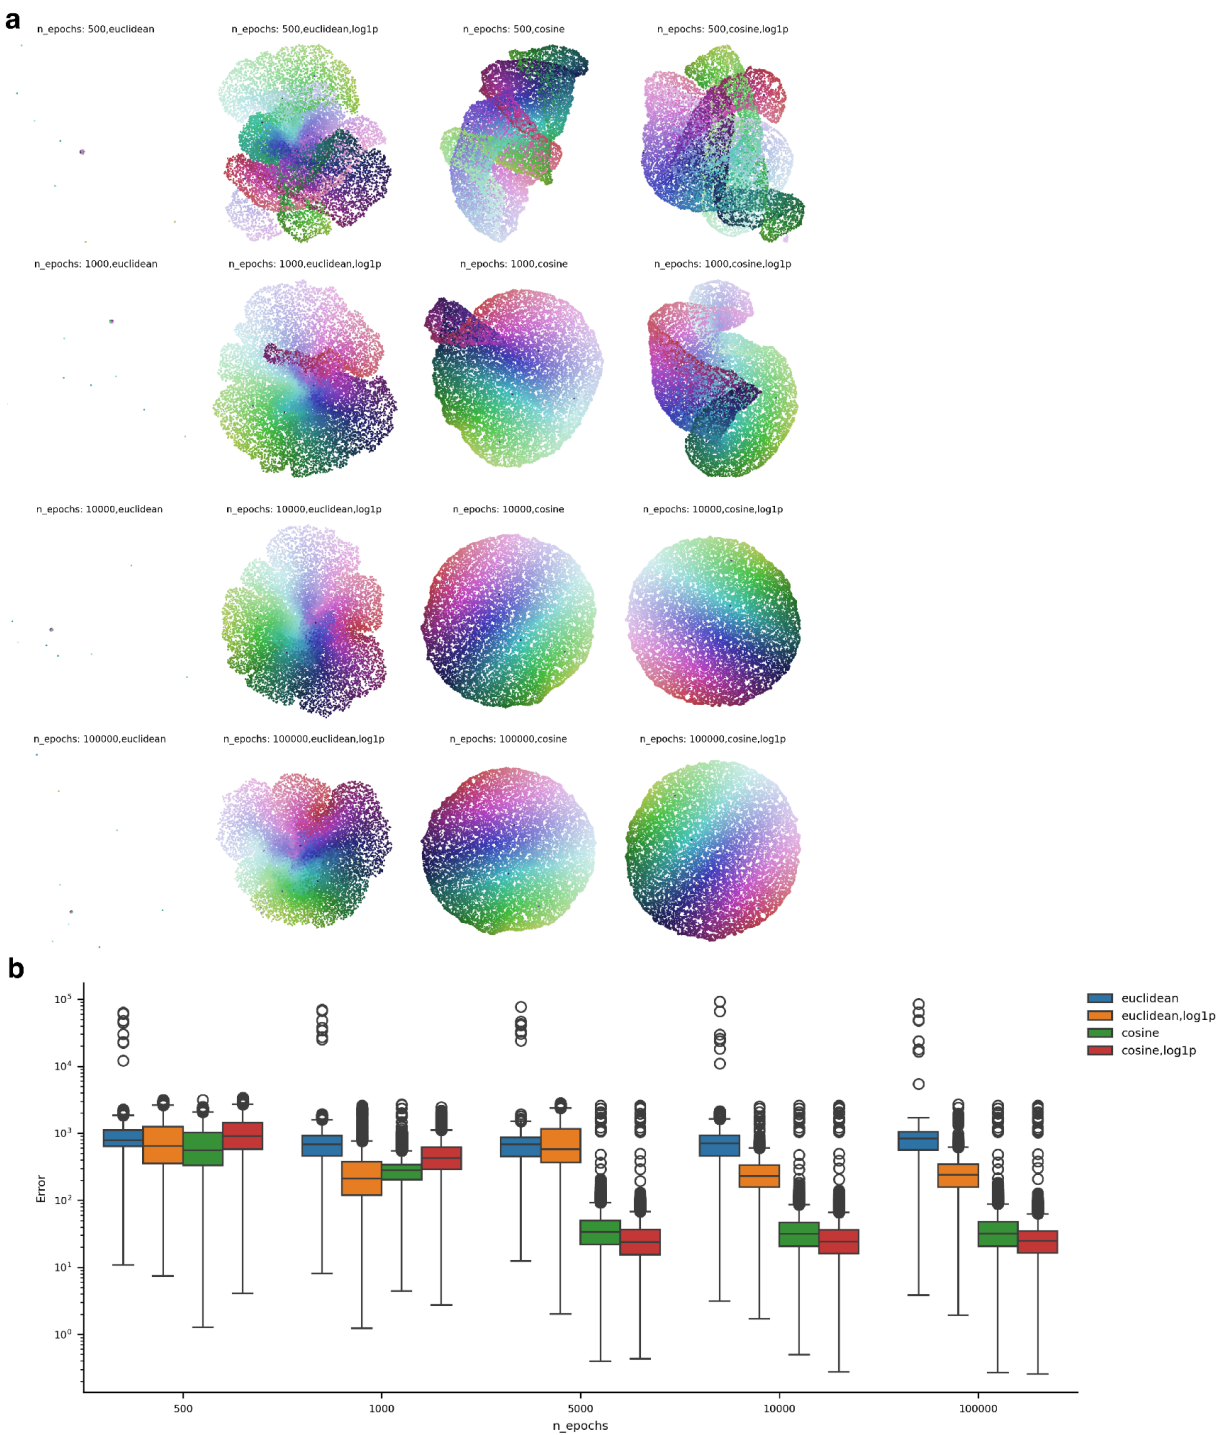 a
n_epochs: 500,euclidean
n_epochs: 500,euclidean,log1p
n_epochs: 500,cosine
n_epochs: 500,cosine,log1p
n_epochs: 1000,euclidean
n_epochs: 1000,euclidean,log1p
n_epochs: 1000,cosine
n_epochs: 1000,cosine,log1p
n_epochs: 10000,euclidean
n_epochs: 10000,euclidean,log1p
n_epochs: 10000,cosine
n_epochs: 10000,cosine,log1p
n_epochs: 100000,euclidean
n_epochs: 100000,euclidean,log1p
n_epochs: 100000,cosine
n_epochs: 100000,cosine,log1p
b
10⁵
10⁴
10³
10²
10¹
10⁰
Error
500
1000
5000
10000
100000
n_epochs
euclidean
euclidean,log1p
cosine
cosine,log1p